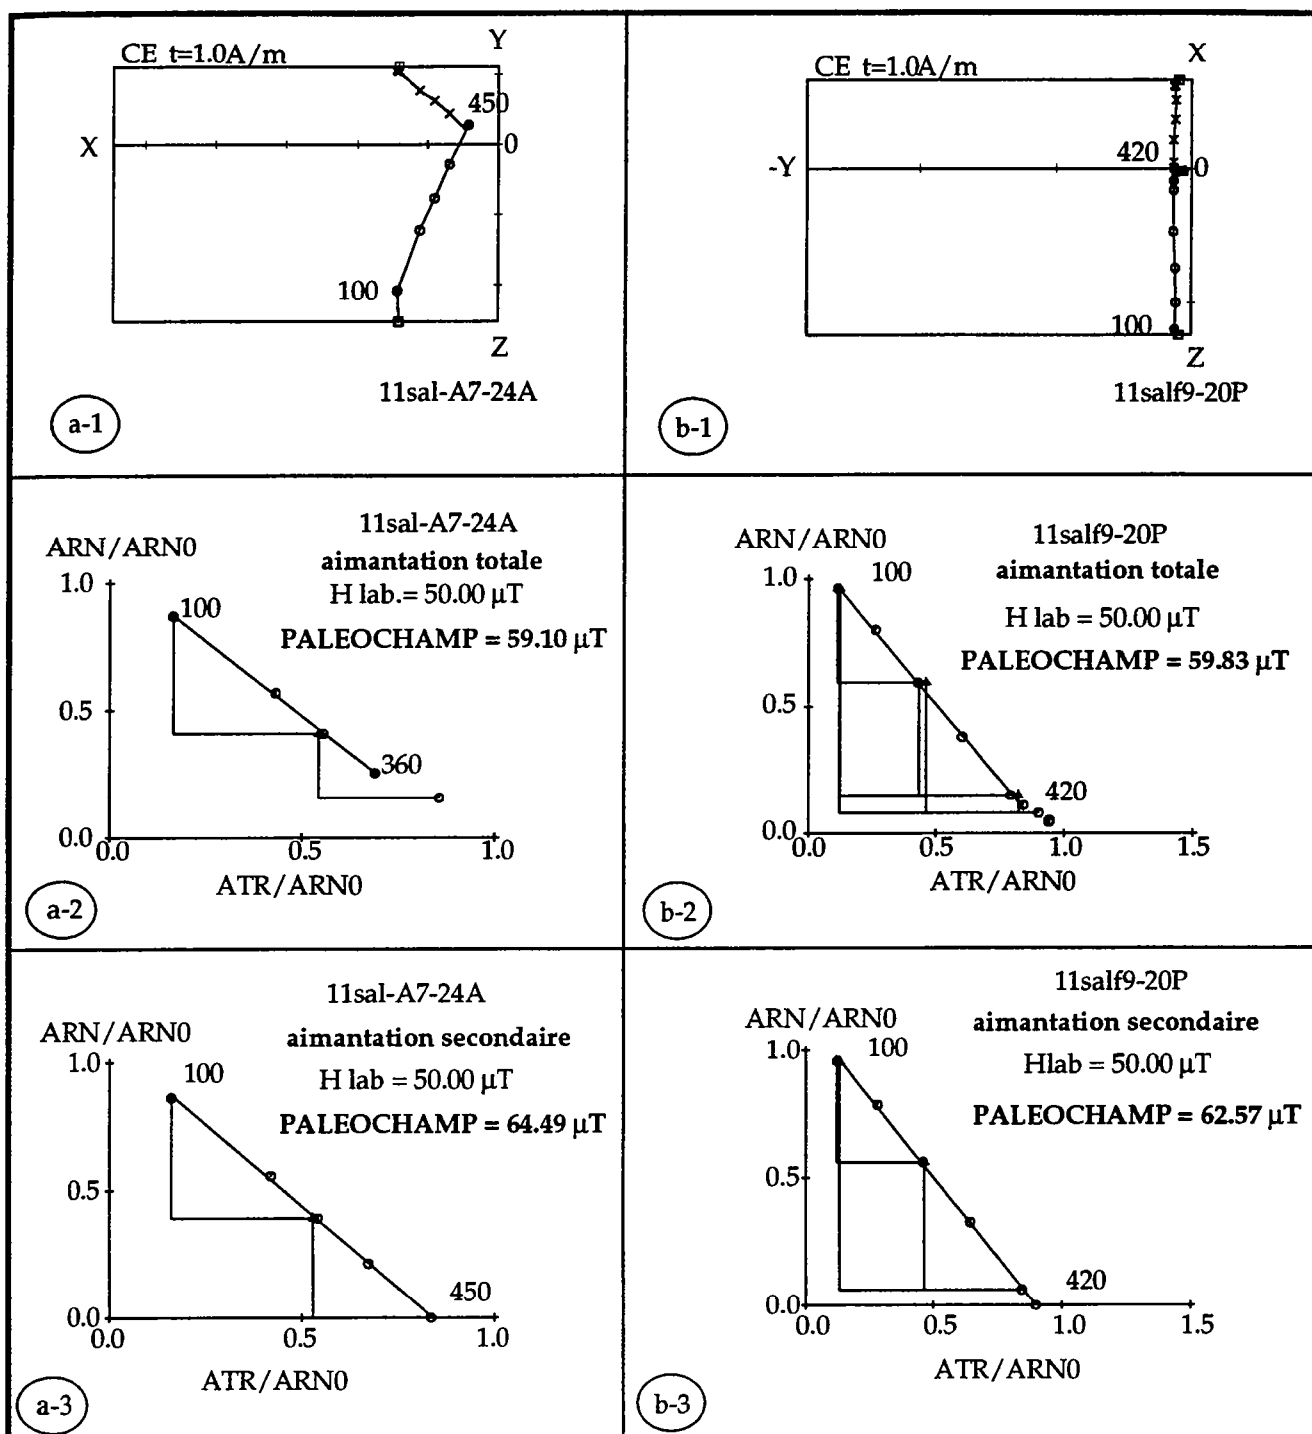 CE t=1.0A/m
Y
450
X
0
100
Z
11sal-A7-24A
a-1
CE t=1.0A/m
X
420
-Y
0
100
Z
11salf9-20P
b-1
11sal-A7-24A
ARN/ARN0
aimantation totale
H lab.= 50.00 µT
PALEOCHAMP = 59.10 µT
1.0
100
0.5
360
0.0
0.0
0.5
1.0
ATR/ARN0
a-2
11salf9-20P
ARN/ARN0
aimantation totale
H lab = 50.00 µT
PALEOCHAMP = 59.83 µT
1.0
100
0.5
420
0.0
0.0
0.5
1.0
1.5
ATR/ARN0
b-2
11sal-A7-24A
ARN/ARN0
aimantation secondaire
H lab = 50.00 µT
PALEOCHAMP = 64.49 µT
1.0
100
0.5
450
0.0
0.0
0.5
1.0
ATR/ARN0
a-3
11salf9-20P
ARN/ARN0
aimantation secondaire
Hlab = 50.00 µT
PALEOCHAMP = 62.57 µT
1.0
100
0.5
420
0.0
0.0
0.5
1.0
1.5
ATR/ARN0
b-3